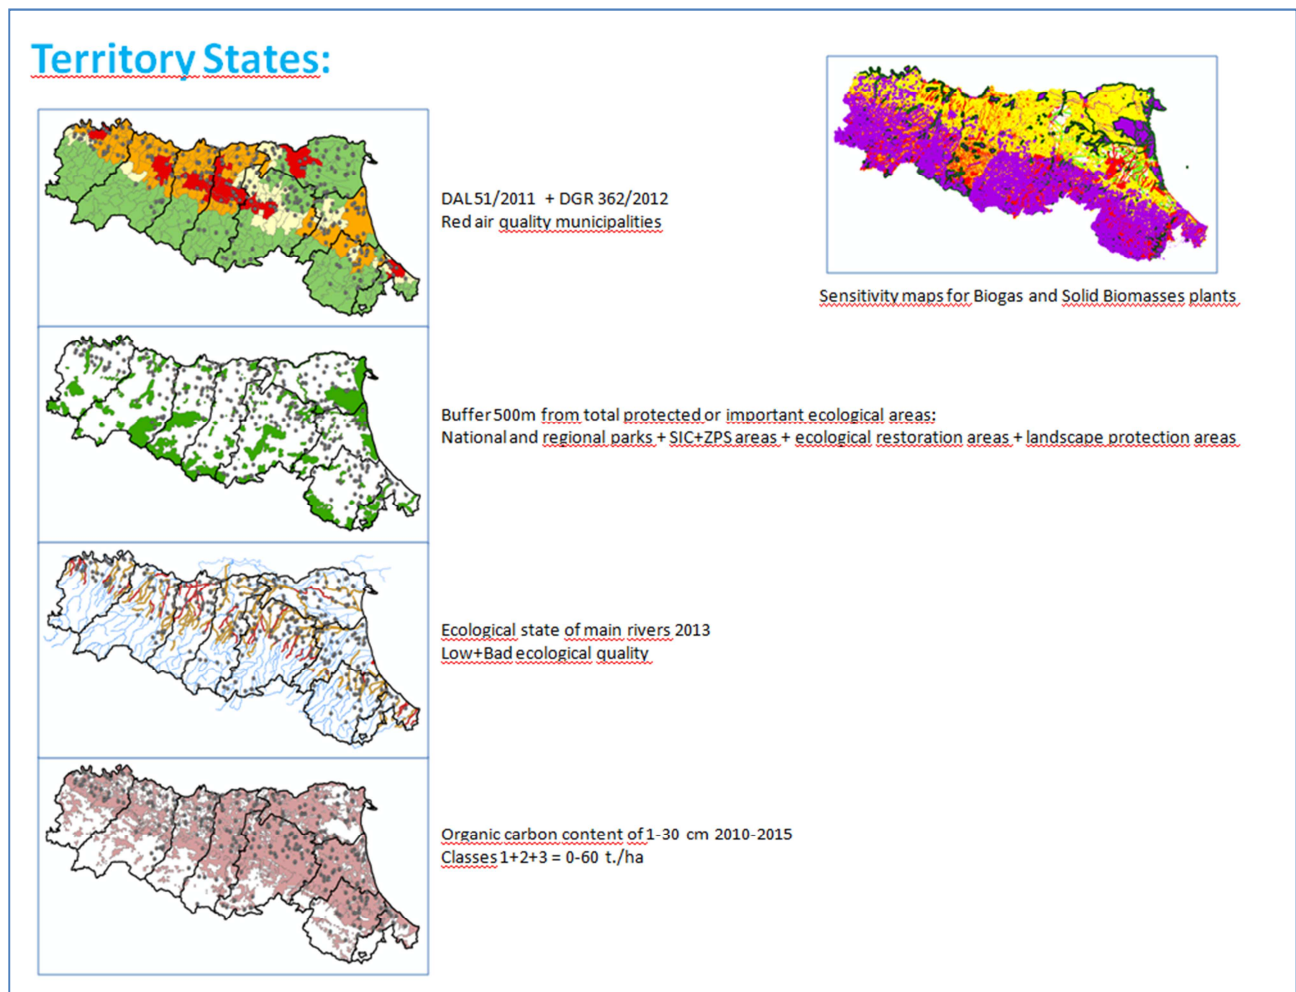 Territory States:
DAL 51/2011 + DGR 362/2012
Red air quality municipalities
Sensitivity maps for Biogas and Solid Biomasses plants
Buffer 500m from total protected or important ecological areas:
National and regional parks + SIC+ZPS areas + ecological restoration areas + landscape protection areas
Ecological state of main rivers 2013
Low+Bad ecological quality
Organic carbon content of 1-30 cm 2010-2015
Classes 1+2+3 = 0-60 t./ha